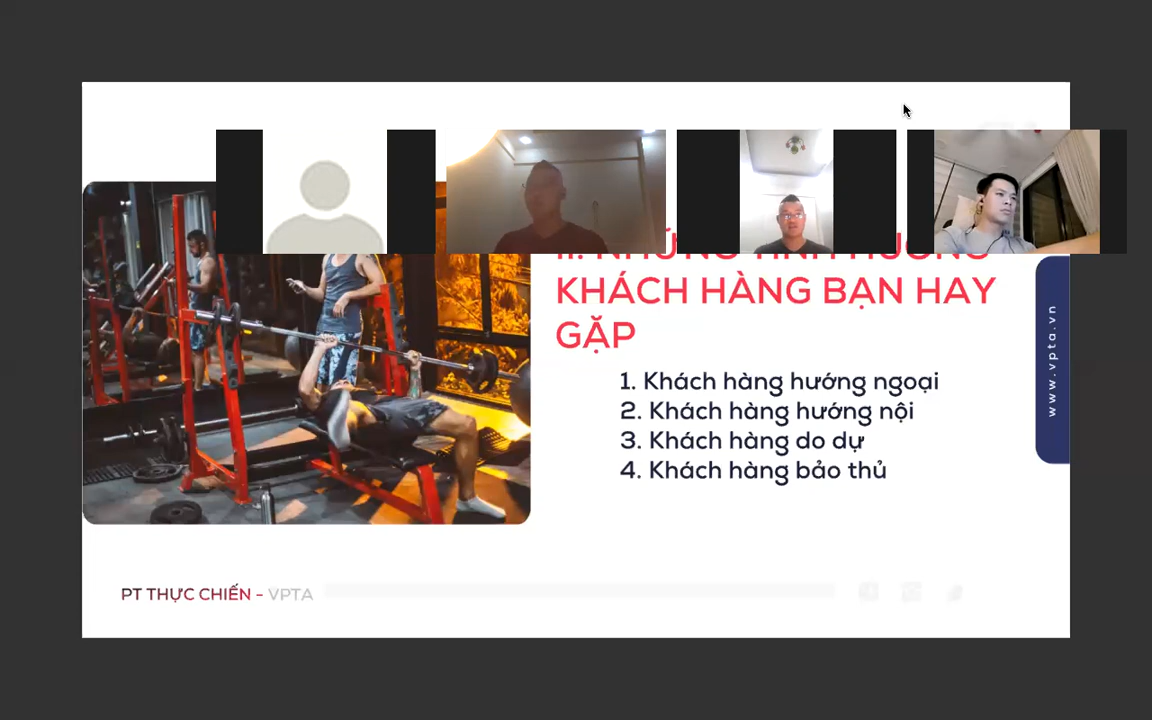 KHÁCH HÀNG BẠN HAY
GẶP
1. Khách hàng hướng ngoại
2. Khách hàng hướng nội
3. Khách hàng do dự
4. Khách hàng bảo thủ
www.vpta.vn
PT THỰC CHIẾN - VPTA